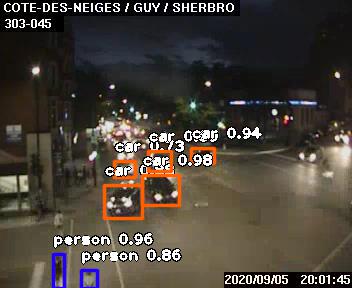 COTE-DES-NEIGES / GUY / SHERBRO
303-045
car 0.94
car 0.73
car 0.98
car
person 0.96
person 0.86
2020/09/05 20:01:45